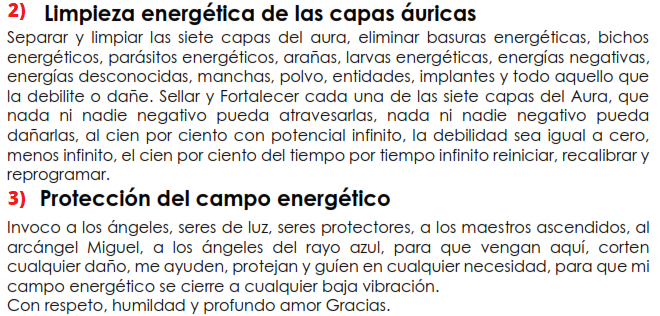 2) Limpieza energética de las capas áuricas
Separar y limpiar las siete capas del aura, eliminar basuras energéticas, bichos
energéticos, parásitos energéticos, arañas, larvas energéticas, energías negativas,
energías desconocidas, manchas, polvo, entidades, implantes y todo aquello que
la debilite o dañe. Sellar y Fortalecer cada una de las siete capas del Aura, que
nada ni nadie negativo pueda atravesarlas, nada ni nadie negativo pueda
dañarlas, al cien por ciento con potencial infinito, la debilidad sea igual a cero,
menos infinito, el cien por ciento del tiempo por tiempo infinito reiniciar, recalibrar y
reprogramar.
3) Protección del campo energético
Invoco a los ángeles, seres de luz, seres protectores, a los maestros ascendidos, al
arcángel Miguel, a los ángeles del rayo azul, para que vengan aquí, corten
cualquier daño, me ayuden, protejan y guíen en cualquier necesidad, para que mi
campo energético se cierre a cualquier baja vibración.
Con respeto, humildad y profundo amor Gracias.